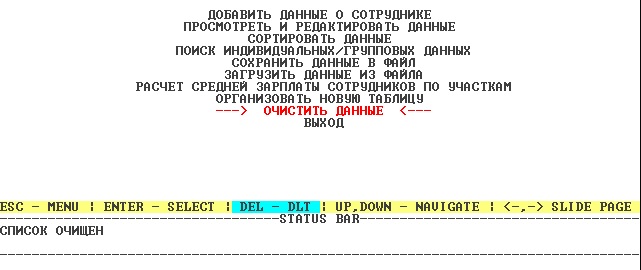 ДОБАВИТЬ ДАННЫЕ О СОТРУДНИКЕ
ПРОСМОТРЕТЬ И РЕДАКТИРОВАТЬ ДАННЫЕ
СОРТИРОВАТЬ ДАННЫЕ
ПОИСК ИНДИВИДУАЛЬНЫХ/ГРУППОВЫХ ДАННЫХ
СОХРАНИТЬ ДАННЫЕ В ФАЙЛ
ЗАГРУЗИТЬ ДАННЫЕ ИЗ ФАЙЛА
РАСЧЕТ СРЕДНЕЙ ЗАРПЛАТЫ СОТРУДНИКОВ ПО УЧАСТКАМ
ОРГАНИЗОВАТЬ НОВУЮ ТАБЛИЦУ
---> ОЧИСТИТЬ ДАННЫЕ <---
ВЫХОД
ESC - MENU ¦ ENTER - SELECT ¦ DEL - DLT ¦ UP,DOWN - NAVIGATE ¦ <-,-> SLIDE PAGE
STATUS BAR
СПИСОК ОЧИЩЕН